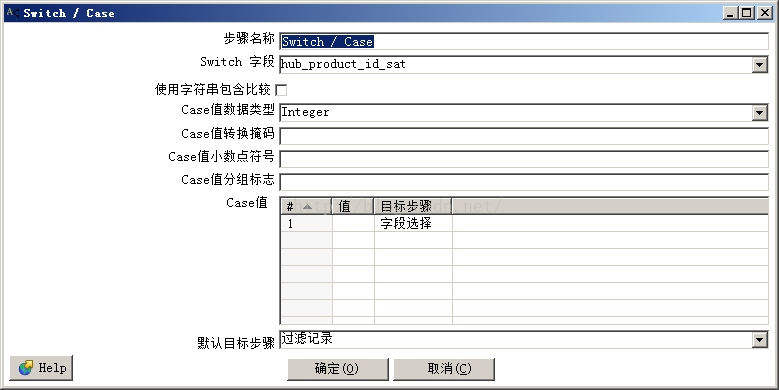 Switch / Case
步骤名称 Switch / Case
Switch 字段 hub_product_id_sat
使用字符串包含比较
Case值数据类型 Integer
Case值转换掩码
Case值小数点符号
Case值分组标志
Case值 # 值 目标步骤
1 字段选择
默认目标步骤 过滤记录
Help 确定(O) 取消(C)